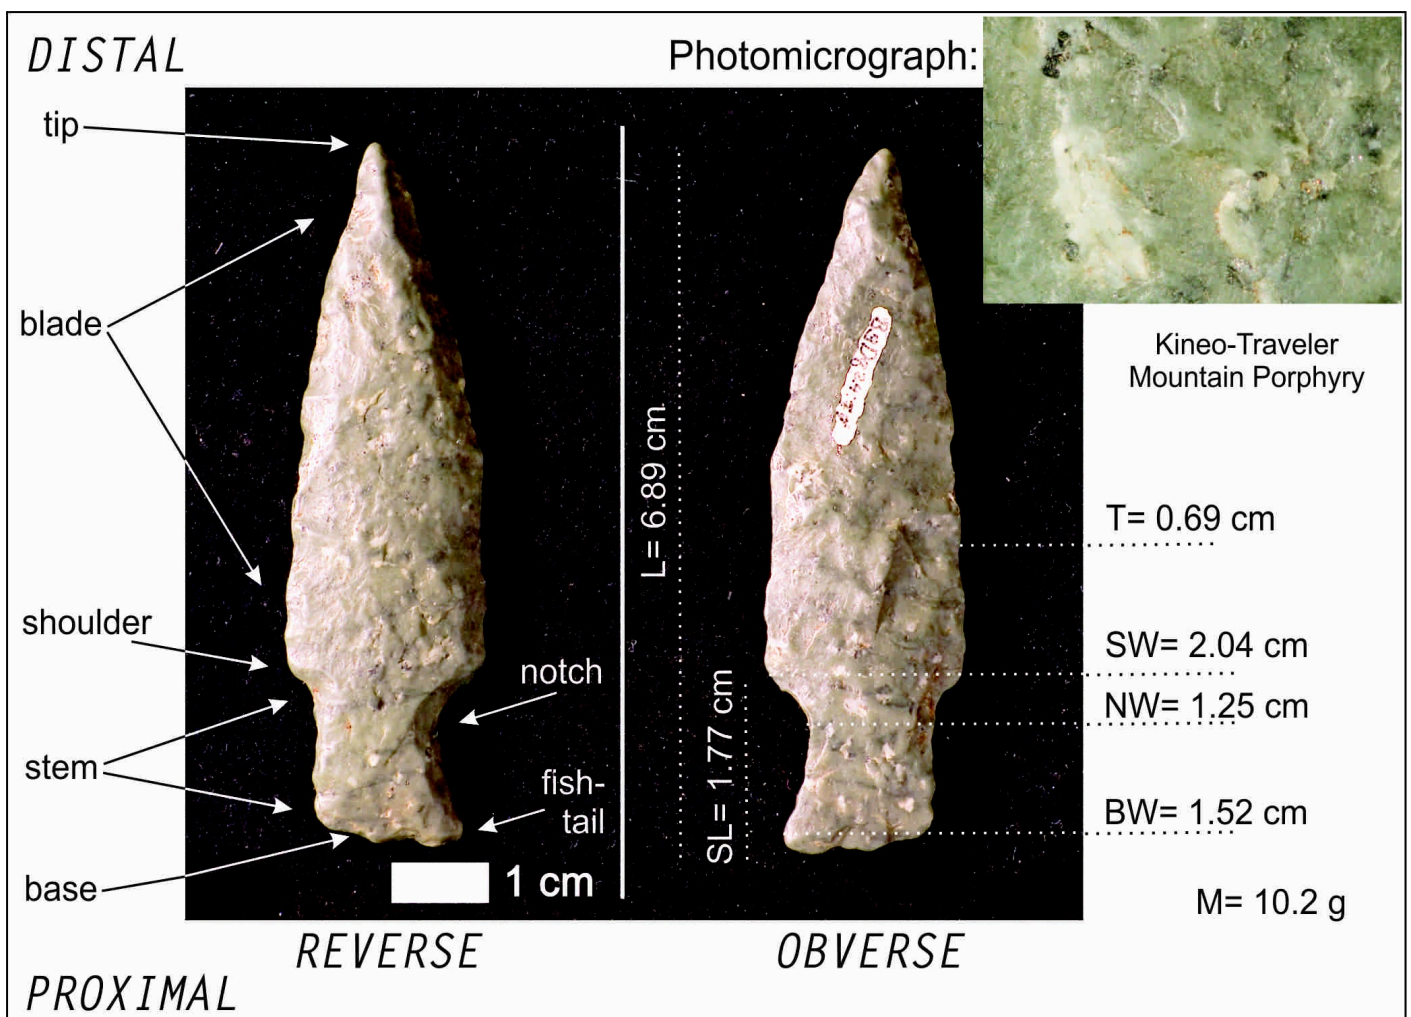 DISTAL
Photomicrograph:
tip
blade
shoulder
stem
base
notch
fish-
tail
1 cm
L= 6.89 cm
SL= 1.77 cm
Kineo-Traveler
Mountain Porphyry
T= 0.69 cm
SW= 2.04 cm
NW= 1.25 cm
BW= 1.52 cm
M= 10.2 g
REVERSE
OBVERSE
PROXIMAL